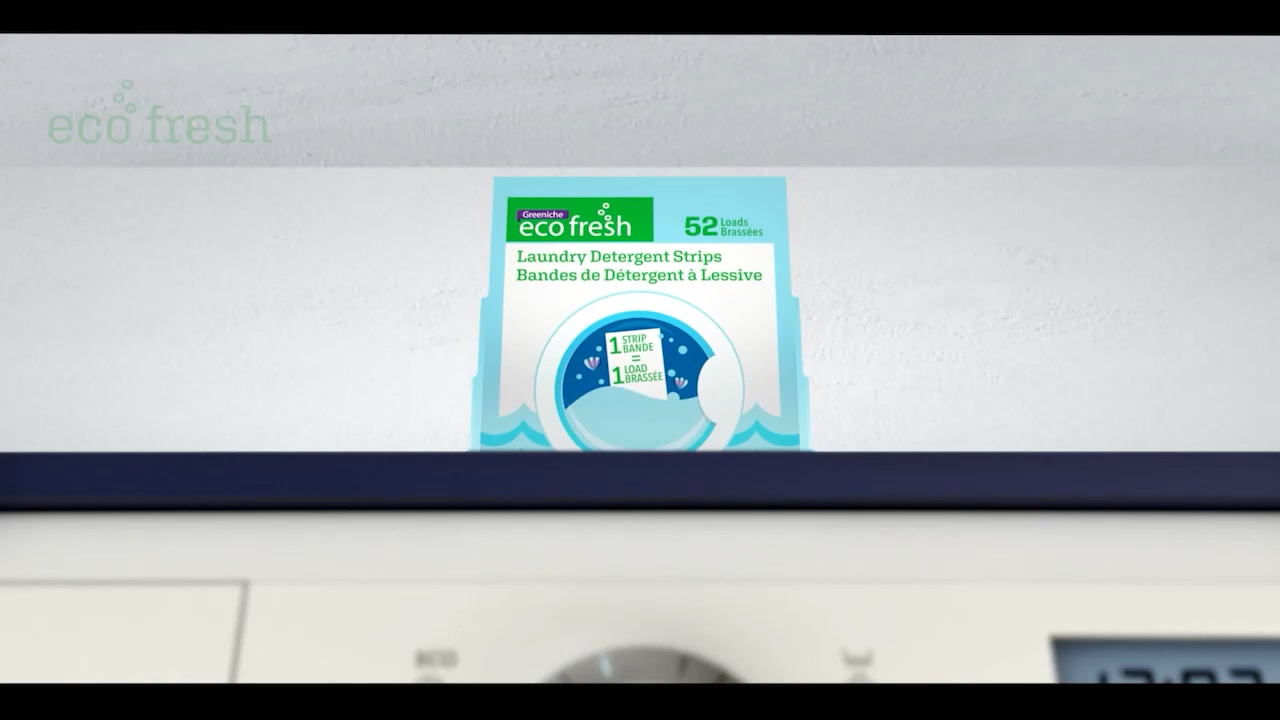 eco fresh
Greeniche
eco fresh
52 Loads
Brassées
Laundry Detergent Strips
Bandes de Détergent à Lessive
1 STRIP
BANDE
=
1 LOAD
BRASSÉE
ECO